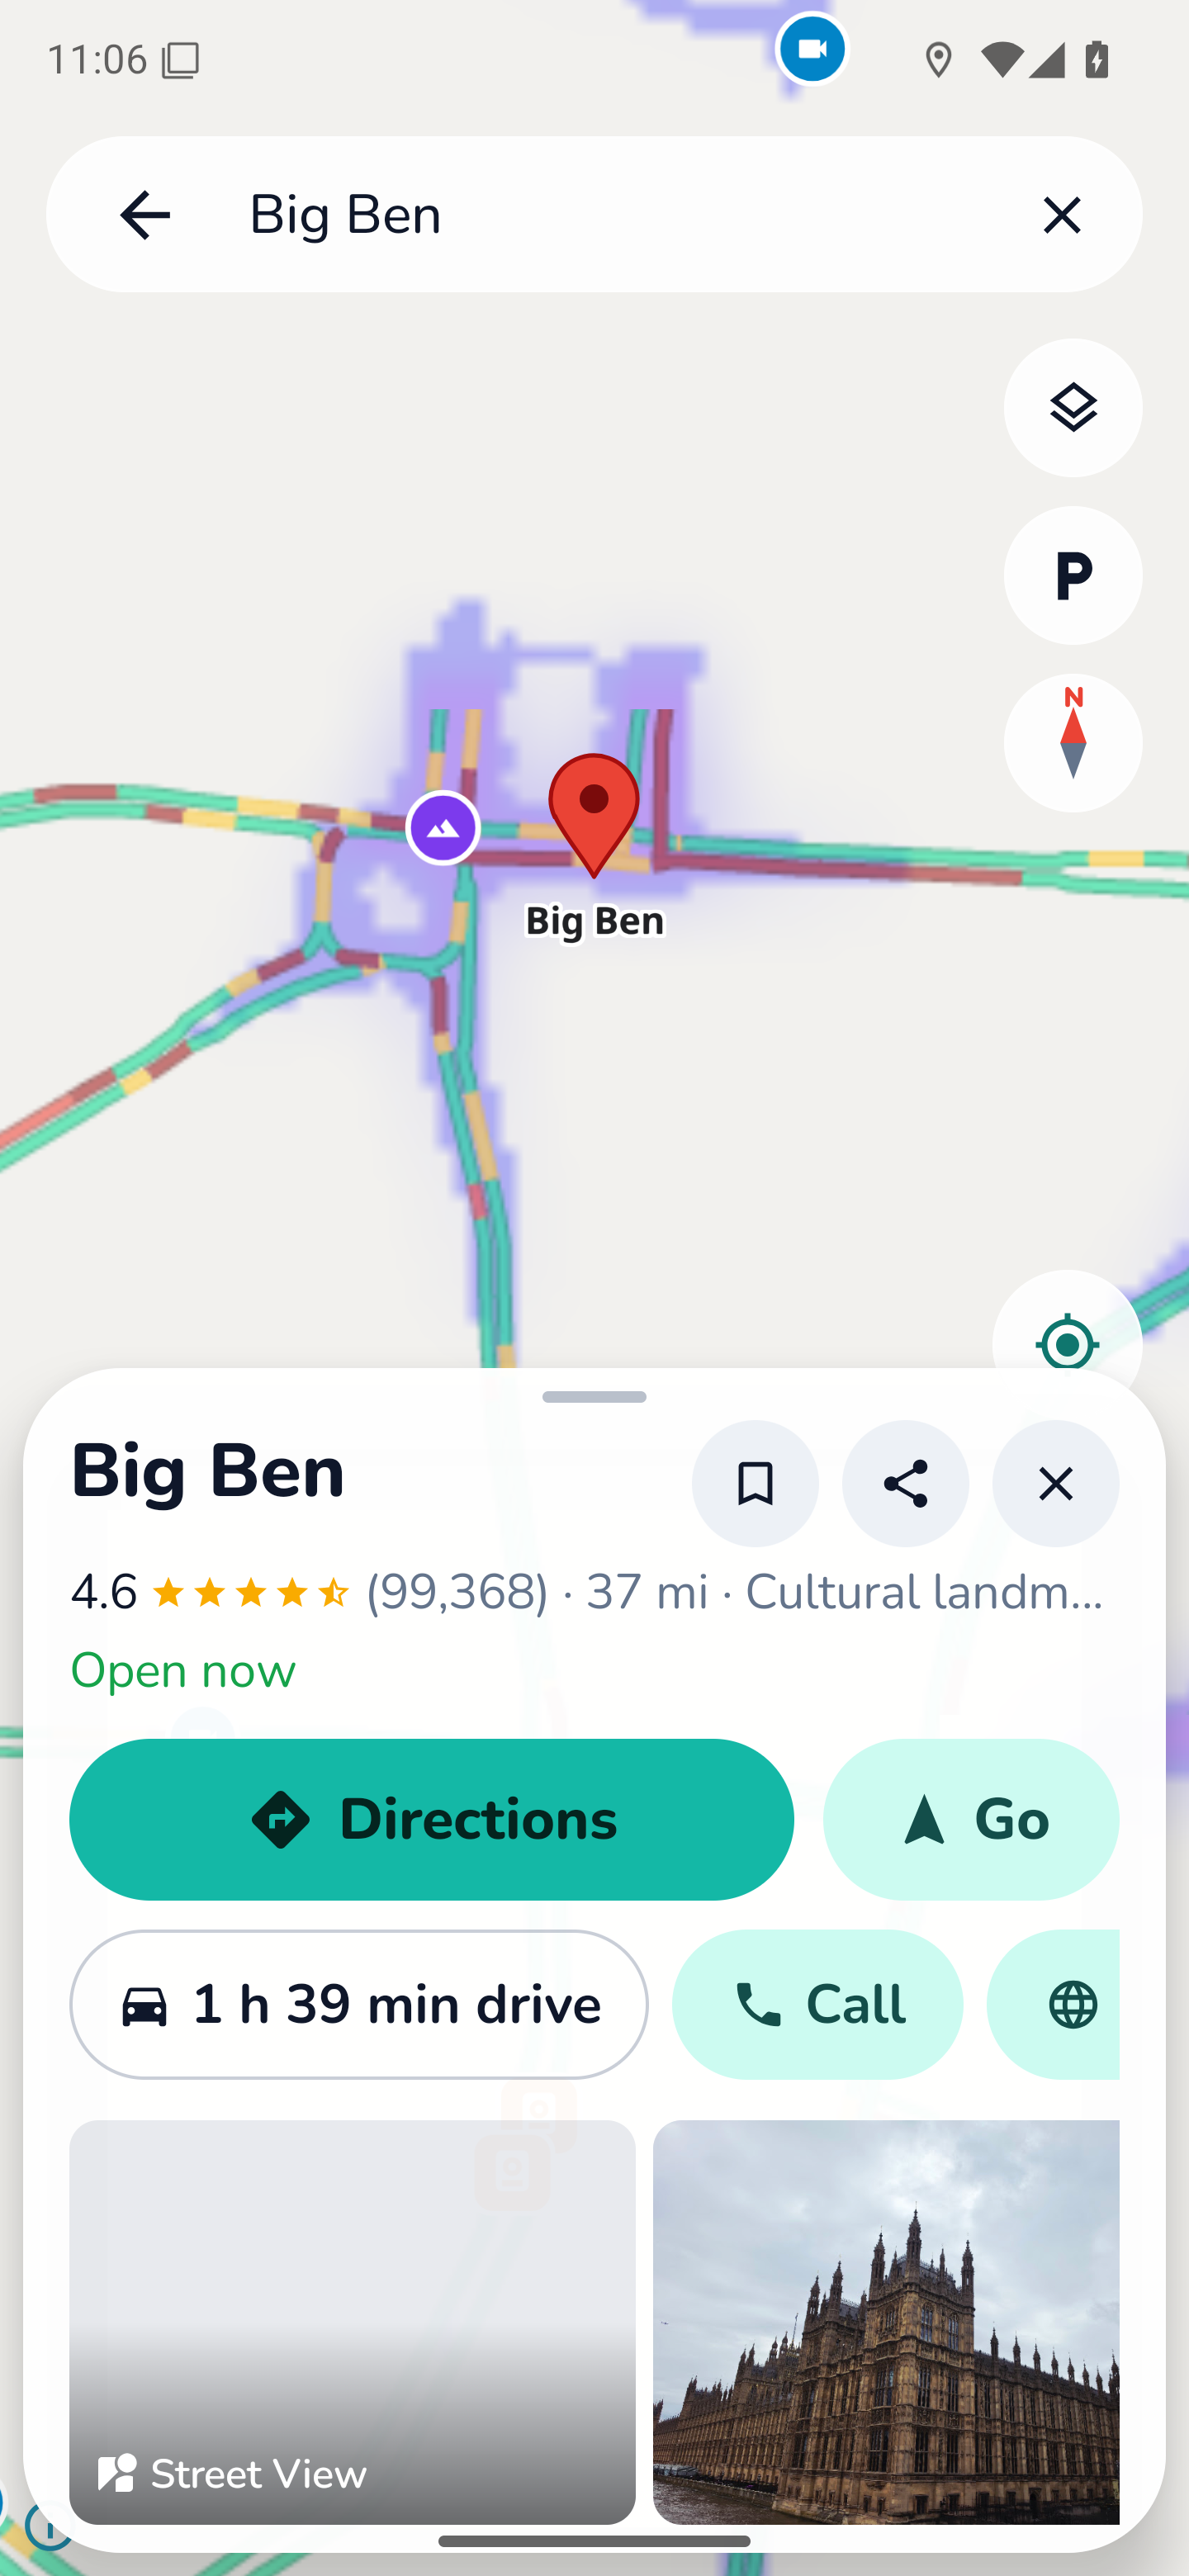 11:06
Big Ben
P
N
Big Ben
Big Ben
4.6 (99,368) · 37 mi · Cultural landm...
Open now
Directions
Go
1 h 39 min drive
Call
Street View